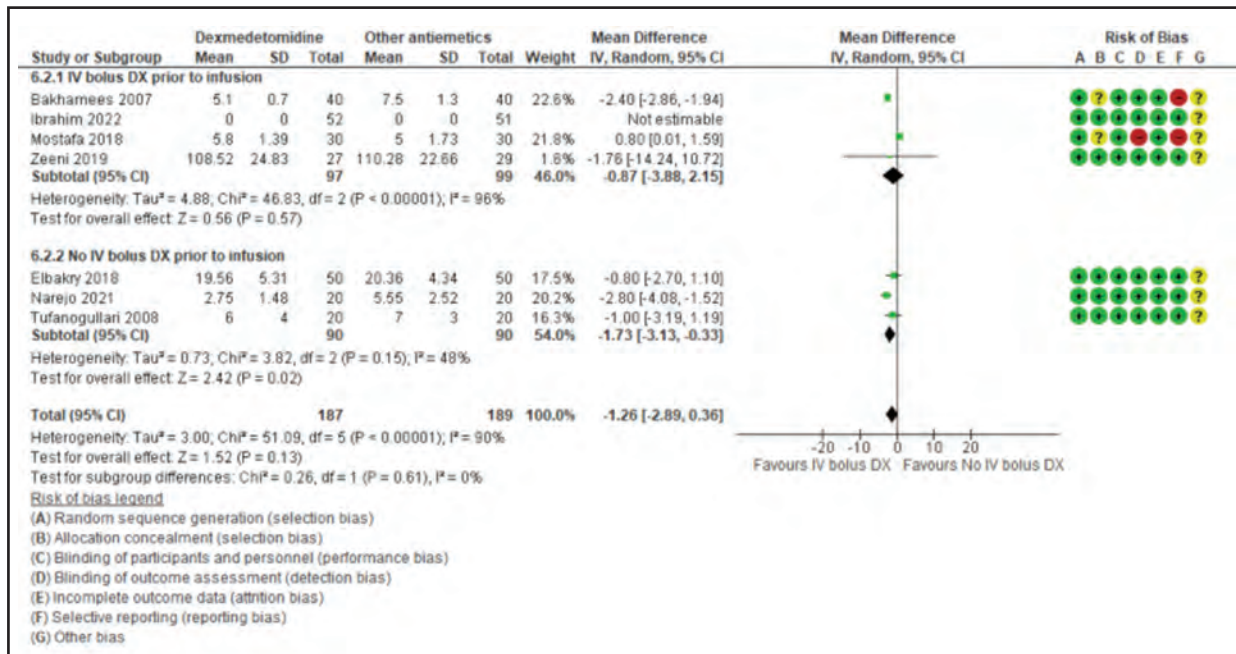 Dexmedetomidine Other antiemetics Mean Difference Mean Difference Risk of Bias
Study or Subgroup Mean SD Total Mean SD Total Weight IV, Random, 95% CI IV, Random, 95% CI A B C D E F G
6.2.1 IV bolus DX prior to infusion
Bakhamees 2007 5.1 0.7 40 7.5 1.3 40 22.6% -2.40 [-2.86, -1.94] + ? + + + - ?
Ibrahim 2022 0 0 52 0 0 51 Not estimable + + + + + + ?
Mostafa 2018 5.8 1.39 30 5 1.73 30 21.8% 0.80 [0.01, 1.59] + ? + - + - ?
Zeeni 2019 108.52 24.83 27 110.28 22.66 29 1.6% -1.76 [-14.24, 10.72] + + + + + + ?
Subtotal (95% CI) 97 99 46.0% -0.87 [-3.88, 2.15]
Heterogeneity: Tau² = 4.88; Chi² = 46.83, df = 2 (P < 0.00001); I² = 96%
Test for overall effect: Z = 0.56 (P = 0.57)
6.2.2 No IV bolus DX prior to infusion
Elbakry 2018 19.56 5.31 50 20.36 4.34 50 17.5% -0.80 [-2.70, 1.10] + + + + + + ?
Narejo 2021 2.75 1.48 20 5.55 2.52 20 20.2% -2.80 [-4.08, -1.52] + + + + + + ?
Tufanogullari 2008 6 4 20 7 3 20 16.3% -1.00 [-3.19, 1.19] + + + + + + ?
Subtotal (95% CI) 90 90 54.0% -1.73 [-3.13, -0.33]
Heterogeneity: Tau² = 0.73; Chi² = 3.82, df = 2 (P = 0.15); I² = 48%
Test for overall effect: Z = 2.42 (P = 0.02)
Total (95% CI) 187 189 100.0% -1.26 [-2.89, 0.36]
Heterogeneity: Tau² = 3.00; Chi² = 51.09, df = 5 (P < 0.00001); I² = 90%
Test for overall effect: Z = 1.52 (P = 0.13)
Test for subgroup differences: Chi² = 0.26, df = 1 (P = 0.61), I² = 0%
-20 -10 0 10 20
Favours IV bolus DX Favours No IV bolus DX
Risk of bias legend
(A) Random sequence generation (selection bias)
(B) Allocation concealment (selection bias)
(C) Blinding of participants and personnel (performance bias)
(D) Blinding of outcome assessment (detection bias)
(E) Incomplete outcome data (attrition bias)
(F) Selective reporting (reporting bias)
(G) Other bias